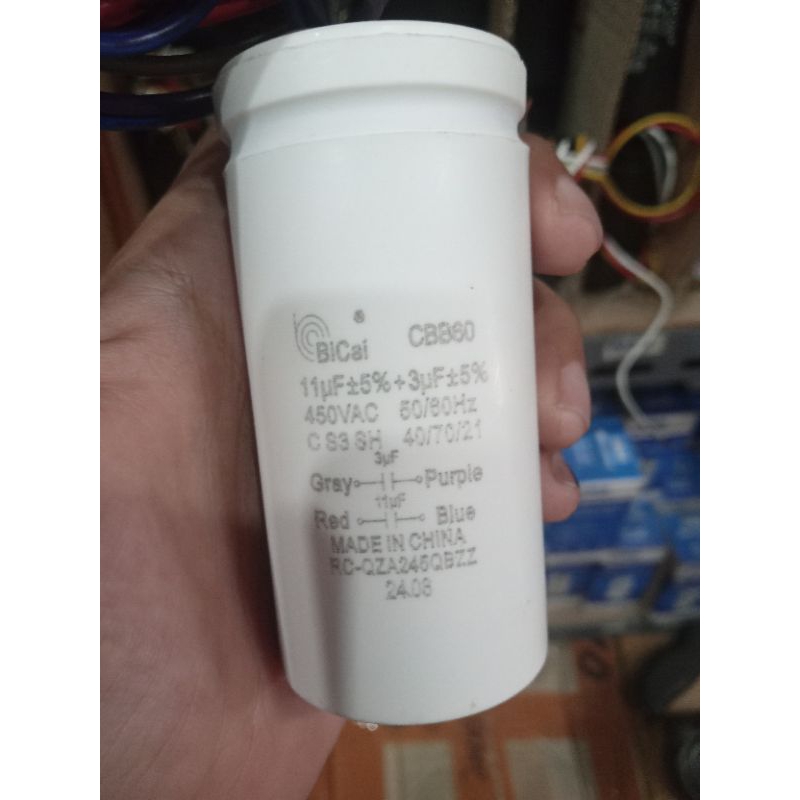 ®
BiCai CBB60
11μF±5%+3μF±5%
450VAC 50/60Hz
C S3 SH 40/70/21
3μF
Gray Purple
11μF
Red Blue
MADE IN CHINA
RC-QZA245QBZZ
24.08